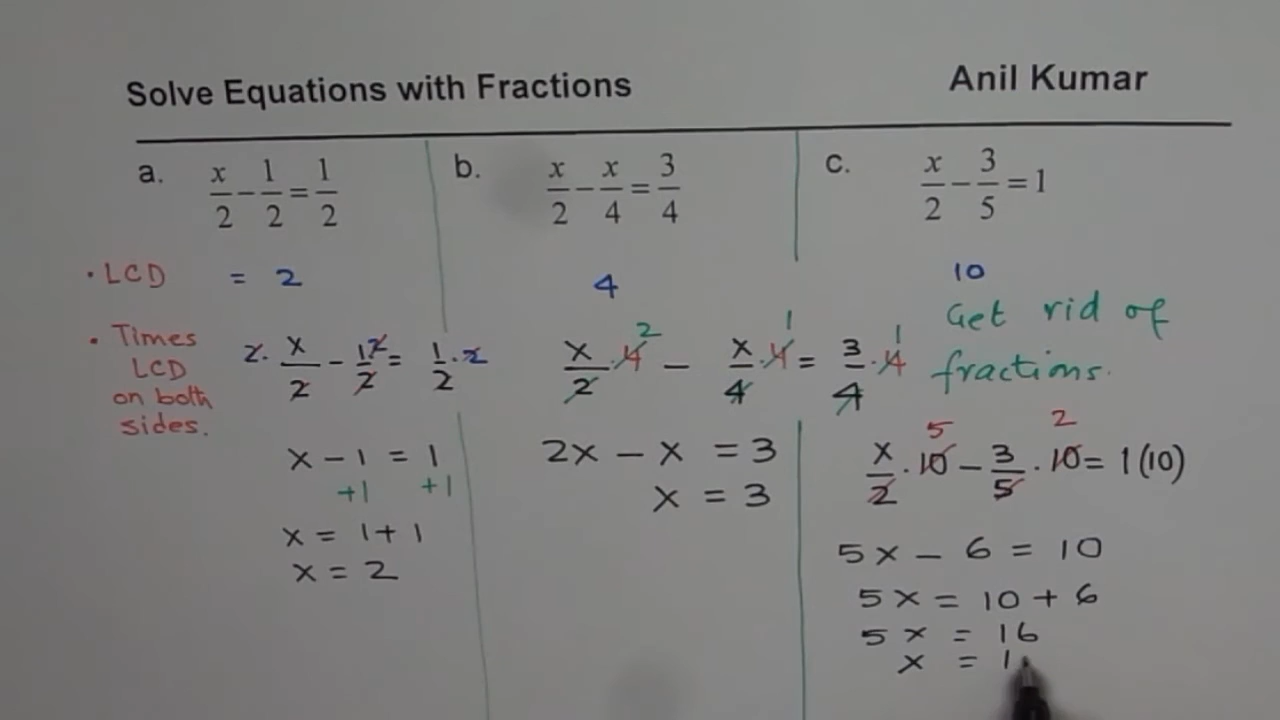 Solve Equations with Fractions
Anil Kumar
a. x/2 - 1/2 = 1/2
b. x/2 - x/4 = 3/4
c. x/2 - 3/5 = 1
· LCD = 2
4
10
Get rid of
fractions.
· Times
LCD
on both
sides.
2 · x/2 - 1 2/2 = 1/2 · 2
x - 1 = 1
+1 +1
x = 1 + 1
x = 2
2 1 1
x/2 · 4 - x/4 · 4 = 3/4 · 4
2x - x = 3
x = 3
5 2
x/2 · 10 - 3/5 · 10 = 1(10)
5x - 6 = 10
5x = 10 + 6
5x = 16
x = 1